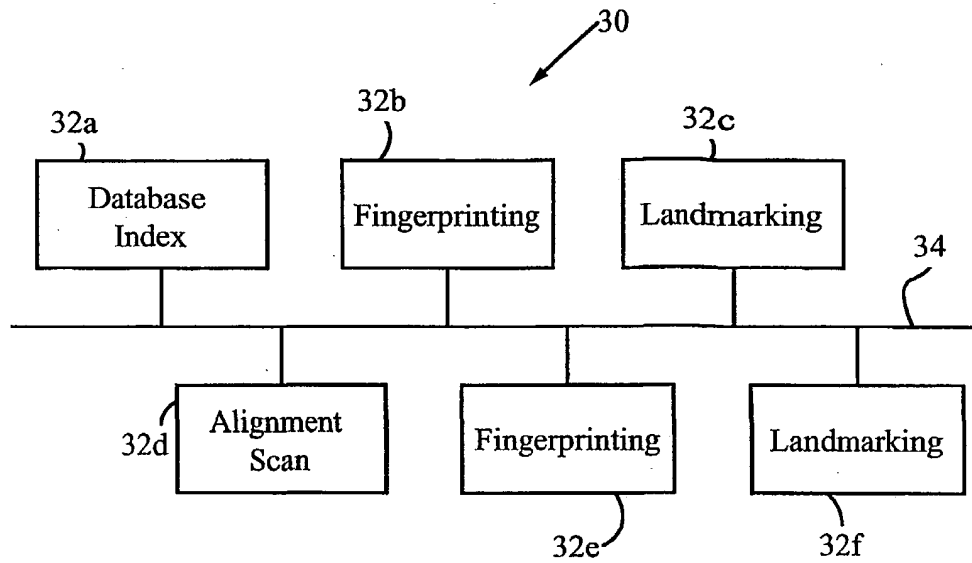 30
32a
32b
32c
Database
Index
Fingerprinting
Landmarking
34
32d
Alignment
Scan
Fingerprinting
Landmarking
32e
32f